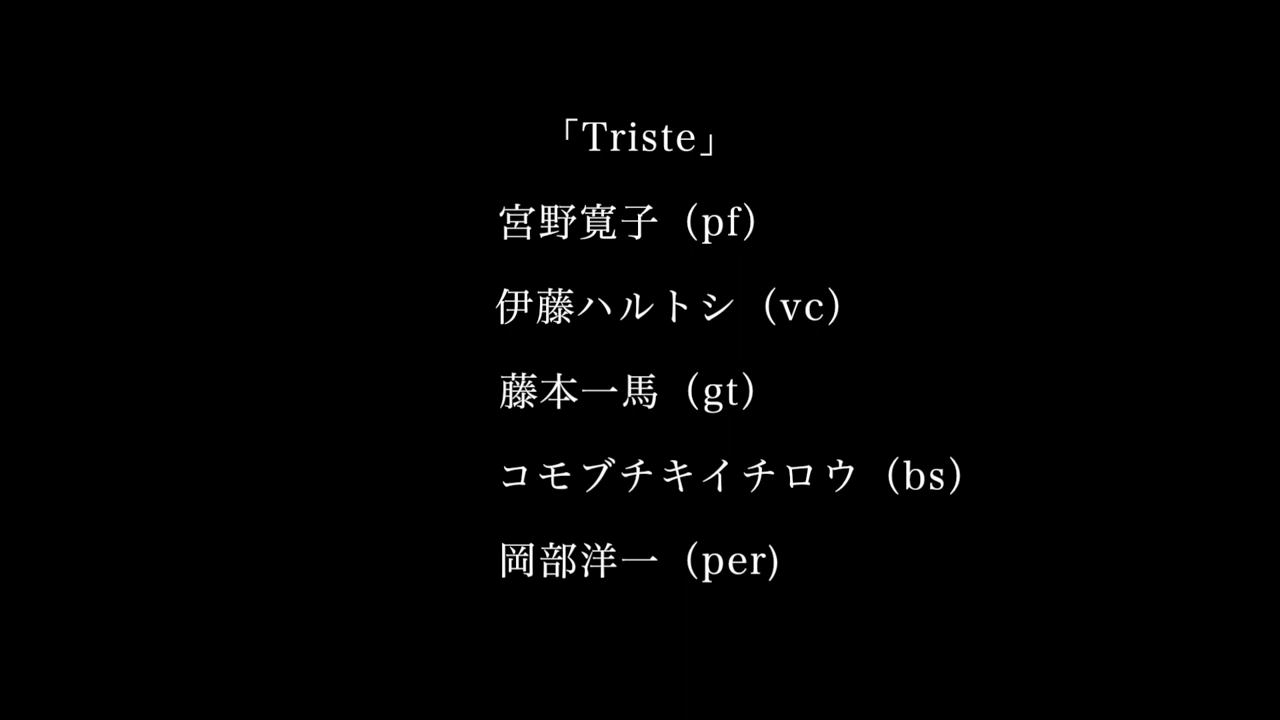 「Triste」
宮野寛子（pf）
伊藤ハルトシ（vc）
藤本一馬（gt）
コモブチキイチロウ（bs）
岡部洋一（per)